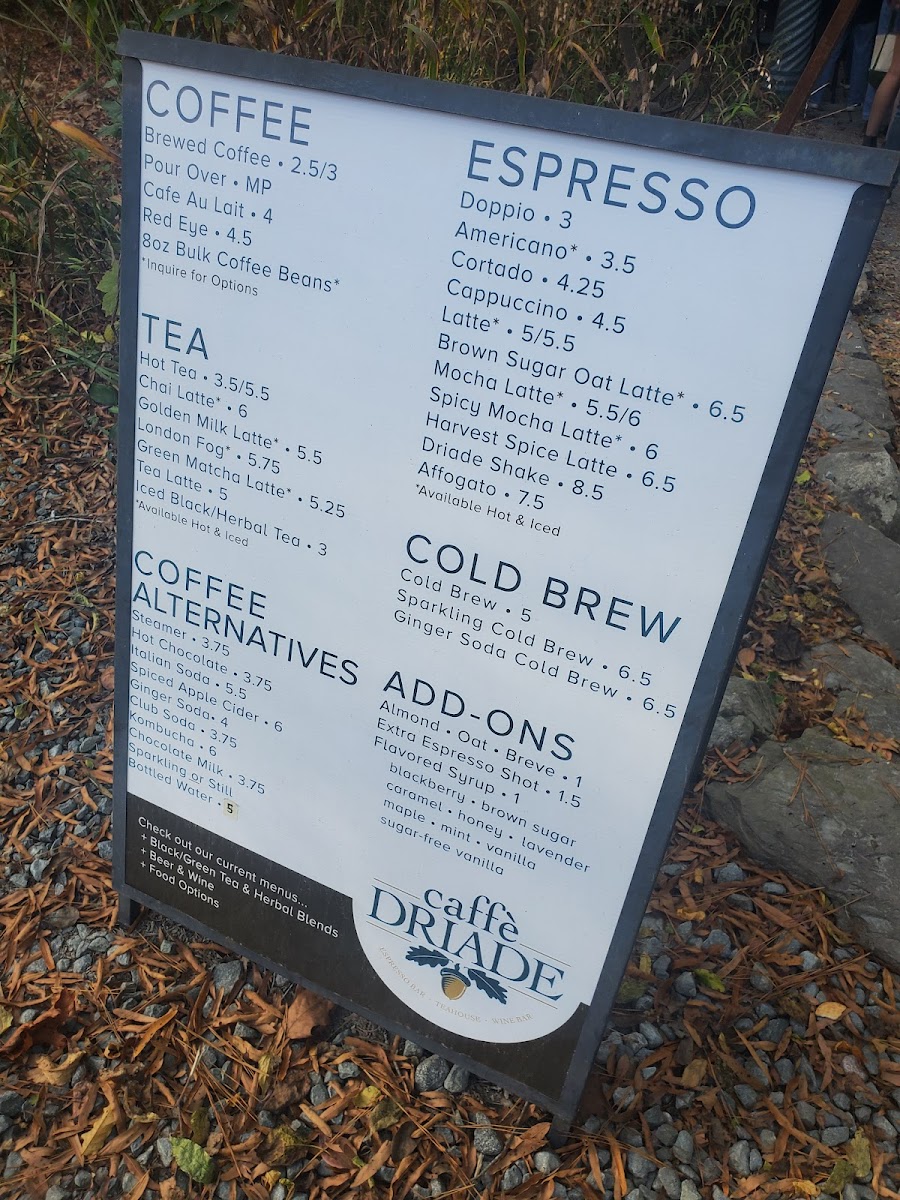 COFFEE
Brewed Coffee • 2.5/3
Pour Over • MP
Cafe Au Lait • 4
Red Eye • 4.5
8oz Bulk Coffee Beans*
*Inquire for Options
TEA
Hot Tea • 3.5/5.5
Chai Latte* • 6
Golden Milk Latte* • 5.5
London Fog* • 5.75
Green Matcha Latte* • 5.25
Tea Latte • 5
Iced Black/Herbal Tea • 3
*Available Hot & Iced
COFFEE
ALTERNATIVES
Steamer • 3.75
Hot Chocolate • 3.75
Italian Soda • 5.5
Spiced Apple Cider • 6
Ginger Soda • 4
Club Soda • 3.75
Kombucha • 6
Chocolate Milk • 3.75
Sparkling or Still
Bottled Water • 5
ESPRESSO
Doppio • 3
Americano* • 3.5
Cortado • 4.25
Cappuccino • 4.5
Latte* • 5/5.5
Brown Sugar Oat Latte* • 6.5
Mocha Latte* • 5.5/6
Spicy Mocha Latte* • 6
Harvest Spice Latte • 6.5
Driade Shake • 8.5
Affogato • 7.5
*Available Hot & Iced
COLD BREW
Cold Brew • 5
Sparkling Cold Brew • 6.5
Ginger Soda Cold Brew • 6.5
ADD-ONS
Almond • Oat • Breve • 1
Extra Espresso Shot • 1.5
Flavored Syrup • 1
blackberry • brown sugar
caramel • honey • lavender
maple • mint • vanilla
sugar-free vanilla
Check out our current menus...
+ Black/Green Tea & Herbal Blends
+ Beer & Wine
+ Food Options
caffè
DRIADE
ESPRESSO BAR • TEAHOUSE • WINE BAR